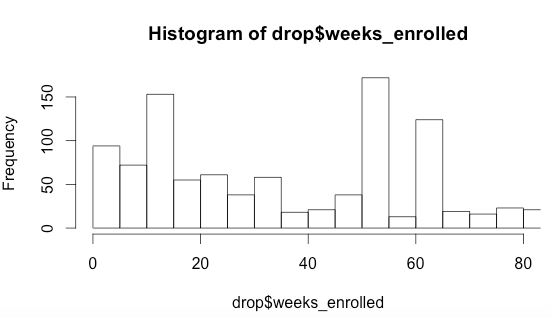 Histogram of drop$weeks_enrolled
Frequency
150
100
50
0
0 20 40 60 80
drop$weeks_enrolled